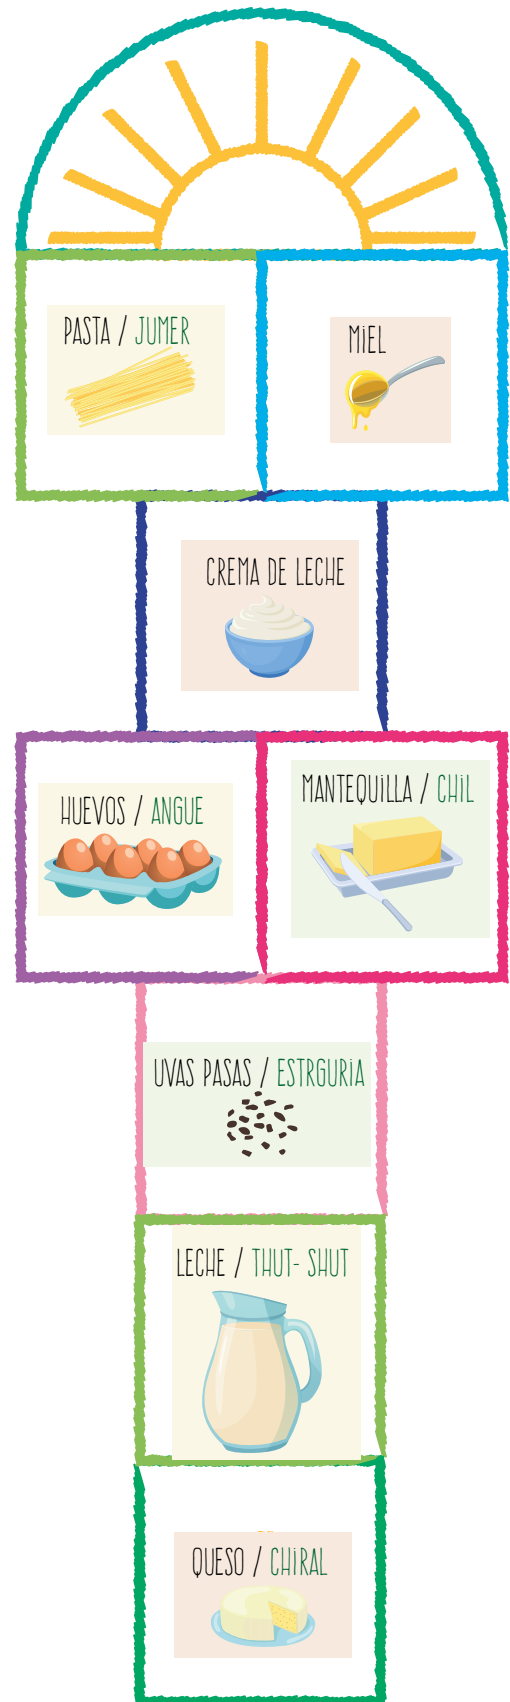 PASTA / JUMER
MIEL
CREMA DE LECHE
HUEVOS / ANGUE
MANTEQUILLA / CHIL
UVAS PASAS / ESTRGURIA
LECHE / THUT- SHUT
QUESO / CHIRAL